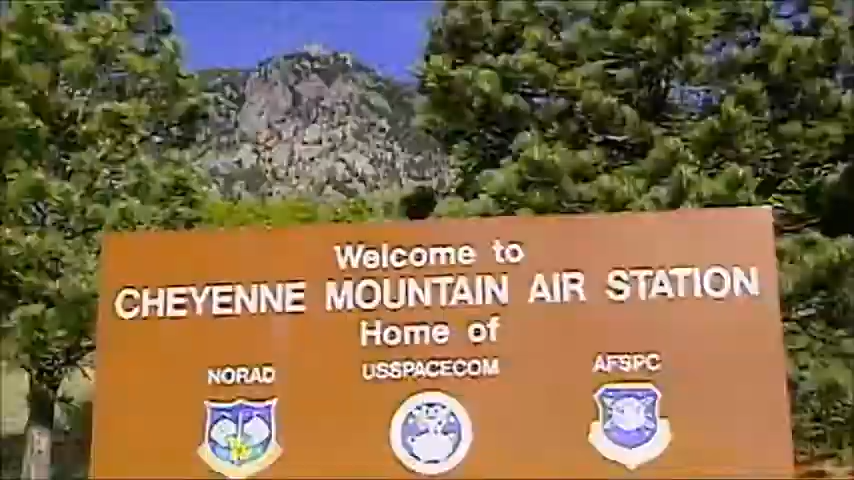 Welcome to
CHEYENNE MOUNTAIN AIR STATION
Home of
NORAD USSPACECOM AFSPC